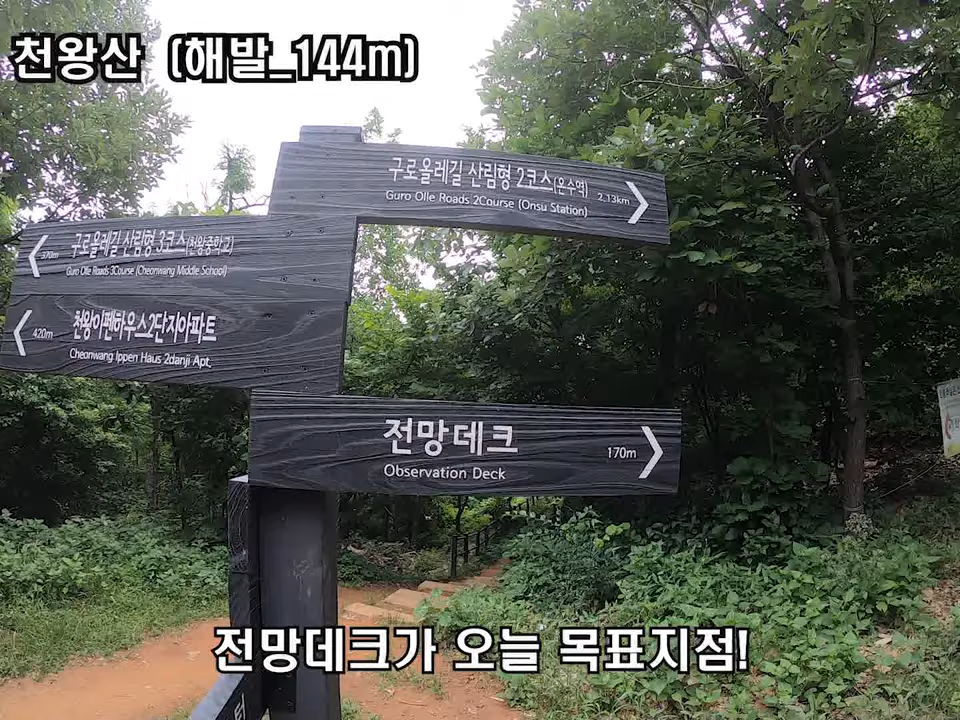 천왕산 (해발_144m)
구로올레길 산림형 2코스(온수역) 2.13km
Guro Olle Roads 2Course (Onsu Station)
370m 구로올레길 산림형 3코스(천왕중학교)
Guro Olle Roads 3Course (Cheonwang Middle School)
420m 천왕이펜하우스2단지아파트
Cheonwang Ippen Haus 2danji Apt.
전망데크 170m
Observation Deck
전망데크가 오늘 목표지점!